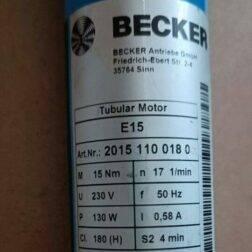 BECKER
BECKER Antriebe GmbH
Friedrich-Ebert Str. 2-4
35764 Sinn
Tubular Motor
E15
Art.Nr.: 2015 110 018 0
M 15 Nm n 17 1/min
U 230 V f 50 Hz
P 130 W I 0,58 A
Cl. 180 (H) S2 4 min